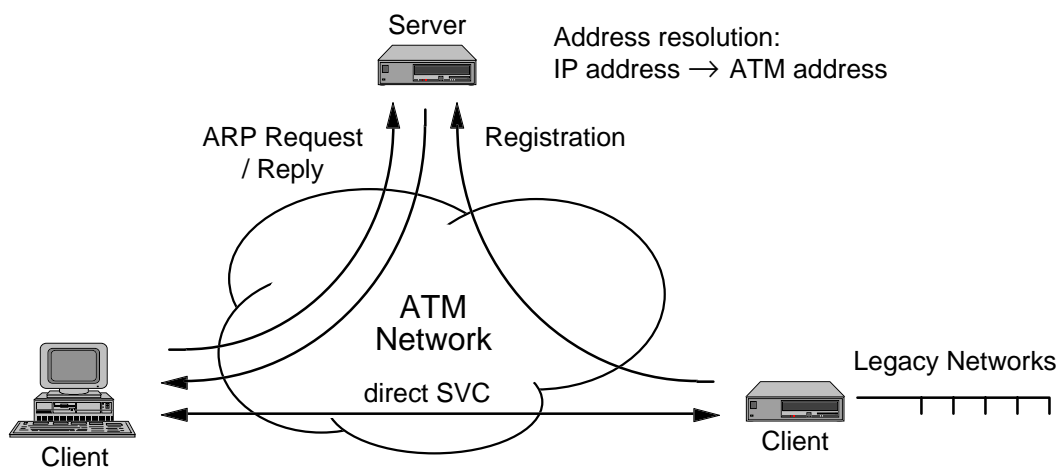 Server
Address resolution:
IP address → ATM address
ARP Request
/ Reply
Registration
ATM
Network
direct SVC
Legacy Networks
Client
Client